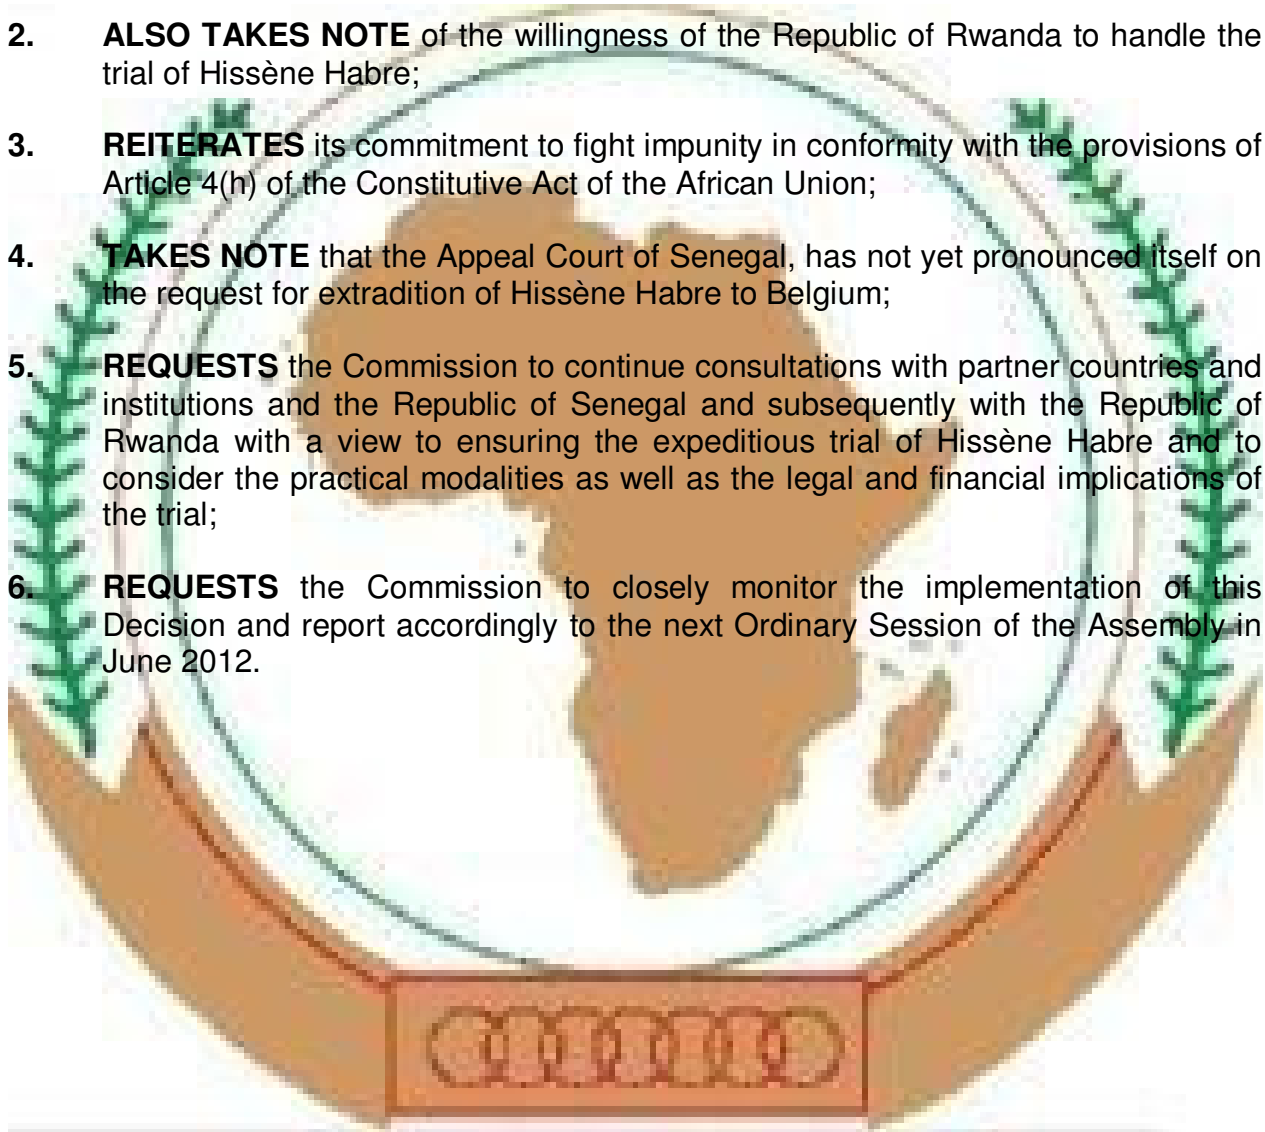 2. ALSO TAKES NOTE of the willingness of the Republic of Rwanda to handle the
trial of Hissène Habre;
3. REITERATES its commitment to fight impunity in conformity with the provisions of
Article 4(h) of the Constitutive Act of the African Union;
4. TAKES NOTE that the Appeal Court of Senegal, has not yet pronounced itself on
the request for extradition of Hissène Habre to Belgium;
5. REQUESTS the Commission to continue consultations with partner countries and
institutions and the Republic of Senegal and subsequently with the Republic of
Rwanda with a view to ensuring the expeditious trial of Hissène Habre and to
consider the practical modalities as well as the legal and financial implications of
the trial;
6. REQUESTS the Commission to closely monitor the implementation of this
Decision and report accordingly to the next Ordinary Session of the Assembly in
June 2012.